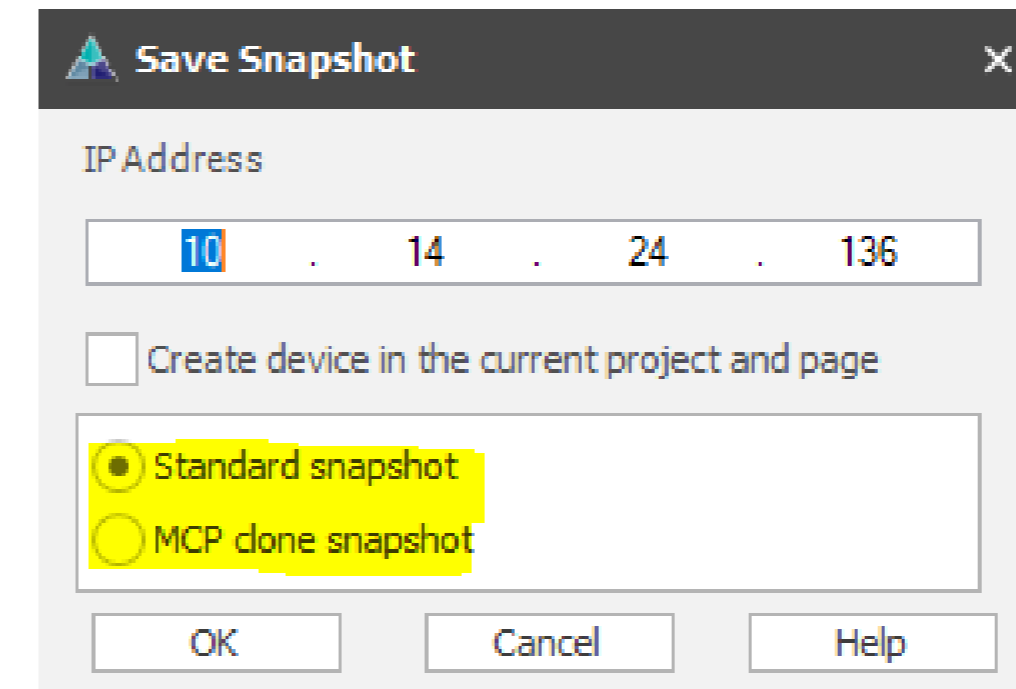 Save Snapshot ×
IP Address
10 . 14 . 24 . 136
Create device in the current project and page
Standard snapshot
MCP clone snapshot
OK Cancel Help